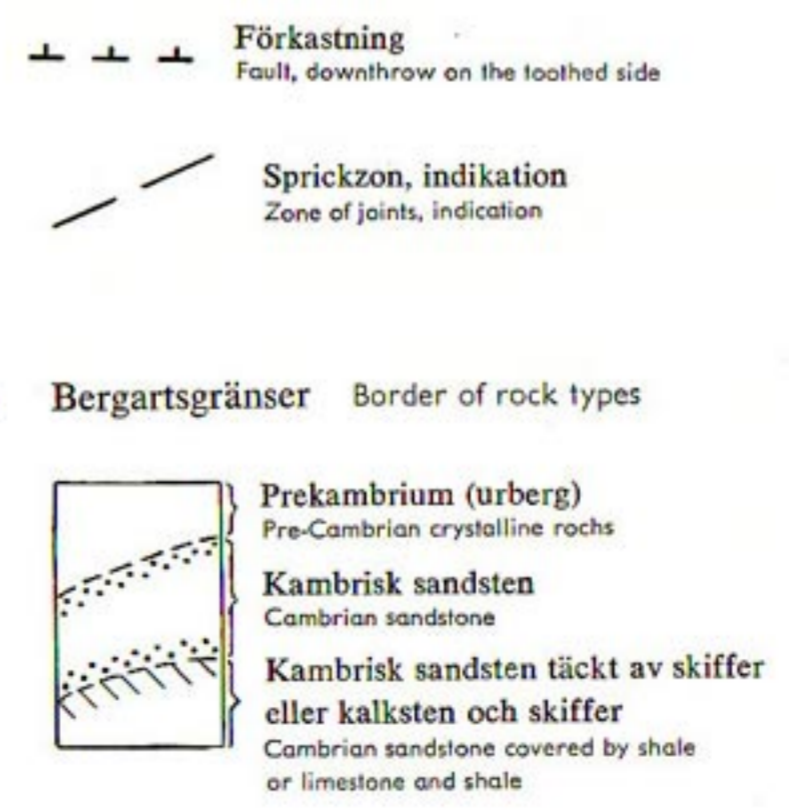 Förkastning
Fault, downthrow on the toothed side
Sprickzon, indikation
Zone of joints, indication
Bergartsgränser Border of rock types
Prekambrium (urberg)
Pre-Cambrian crystalline rochs
Kambrisk sandsten
Cambrian sandstone
Kambrisk sandsten täckt av skiffer
eller kalksten och skiffer
Cambrian sandstone covered by shale
or limestone and shale